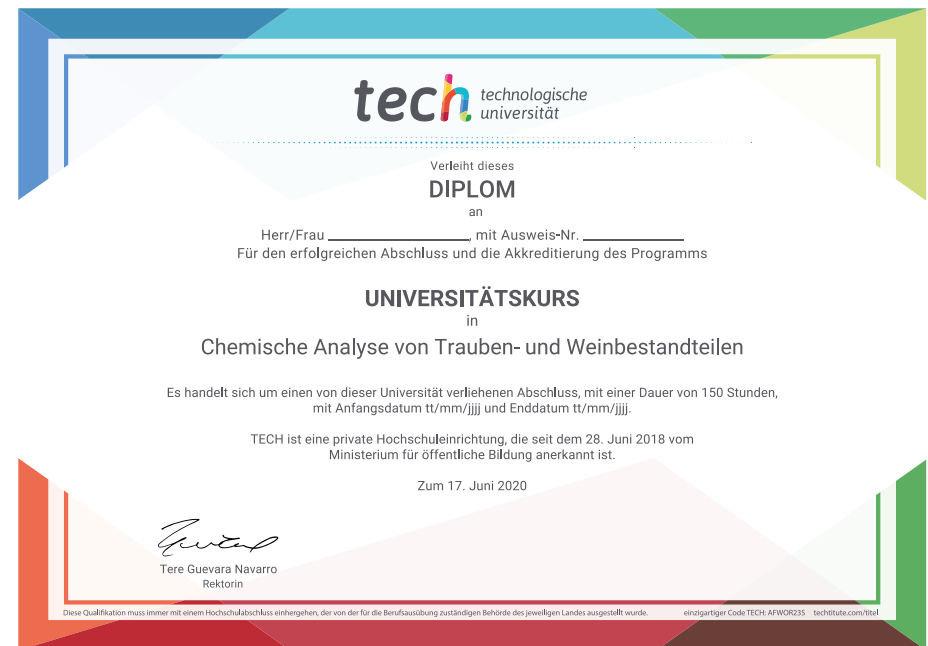 tech technologische
universität
Verleiht dieses
DIPLOM
an
Herr/Frau ____________, mit Ausweis-Nr. ____________
Für den erfolgreichen Abschluss und die Akkreditierung des Programms
UNIVERSITÄTSKURS
in
Chemische Analyse von Trauben- und Weinbestandteilen
Es handelt sich um einen von dieser Universität verliehenen Abschluss, mit einer Dauer von 150 Stunden,
mit Anfangsdatum tt/mm/jjjj und Enddatum tt/mm/jjjj.
TECH ist eine private Hochschuleinrichtung, die seit dem 28. Juni 2018 vom
Ministerium für öffentliche Bildung anerkannt ist.
Zum 17. Juni 2020
Tere Guevara Navarro
Rektorin
Diese Qualifikation muss immer mit einem Hochschulabschluss einhergehen, der von der für die Berufsausübung zuständigen Behörde des jeweiligen Landes ausgestellt wurde. einzigartiger Code TECH: AFWOR23S techtitute.com/titel